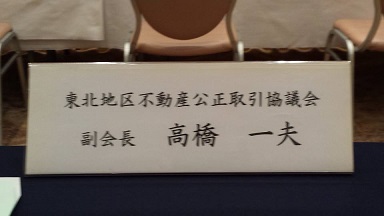 東北地区不動産公正取引協議会
副会長 高橋 一夫